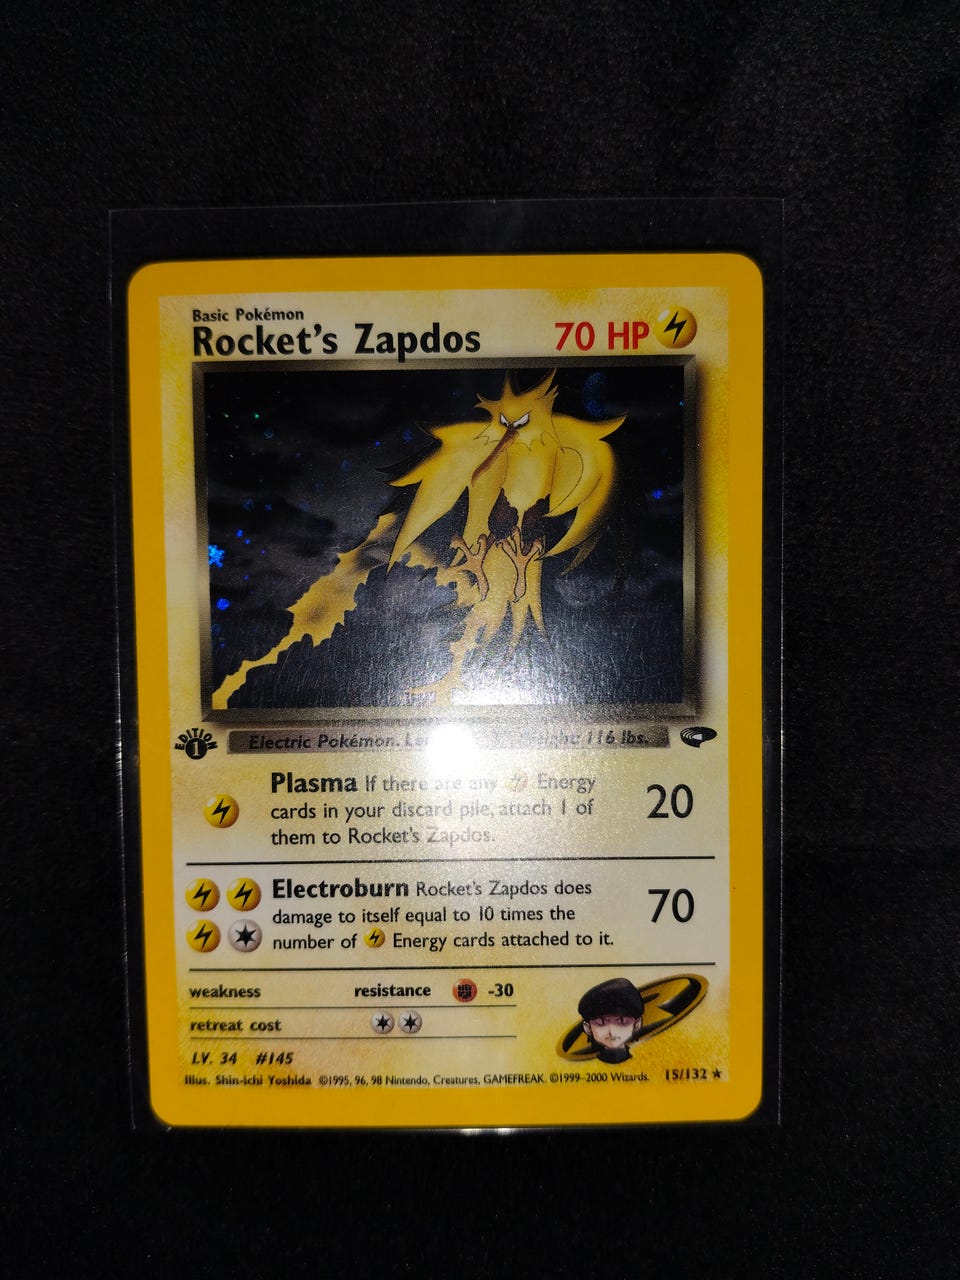 Basic Pokémon
Rocket's Zapdos 70 HP
EDITION 1
Electric Pokémon. 116 lbs.
Plasma If there are any Energy
cards in your discard pile, attach 1 of
them to Rocket's Zapdos.
20
Electroburn Rocket's Zapdos does
damage to itself equal to 10 times the
number of Energy cards attached to it.
70
weakness resistance -30
retreat cost
LV. 34 #145
Illus. Shin-ichi Yoshida ©1995, 96, 98 Nintendo, Creatures, GAMEFREAK. ©1999-2000 Wizards. 15/132 ★